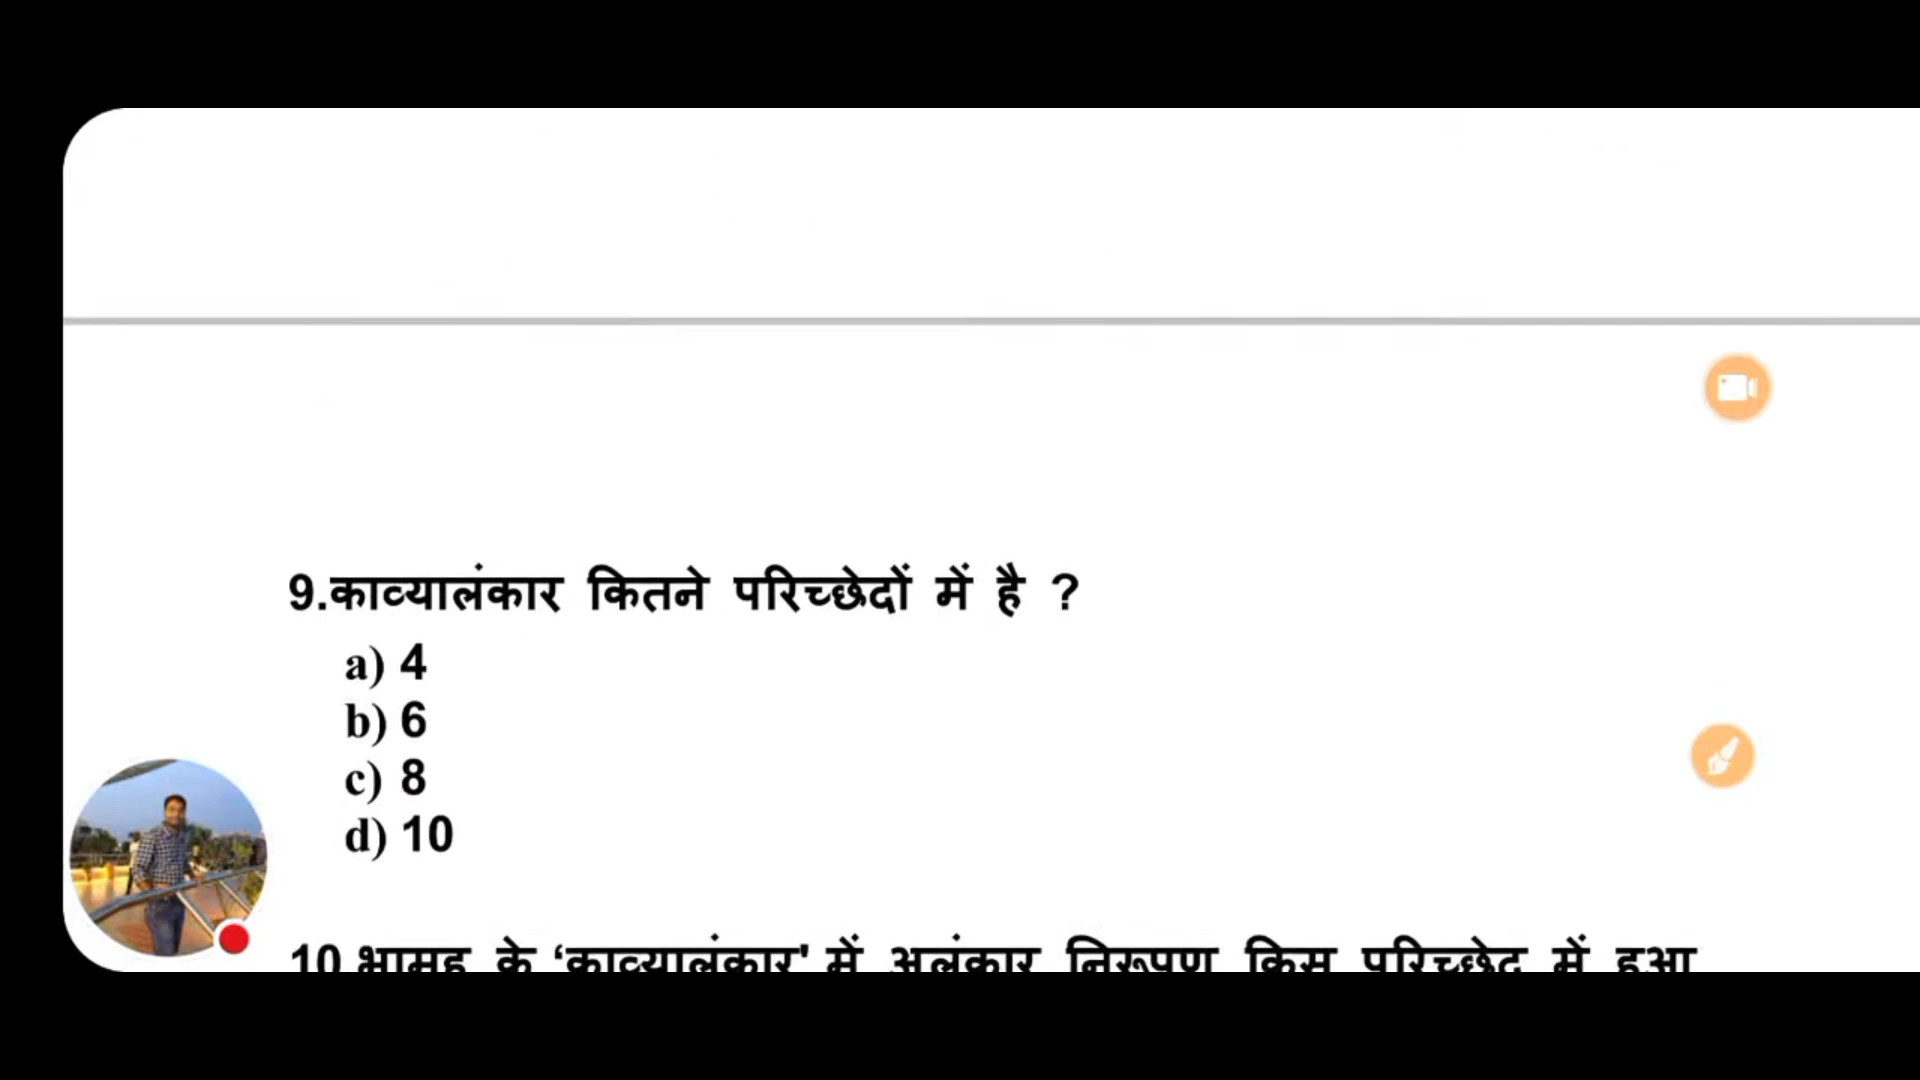 9.काव्यालंकार कितने परिच्छेदों में है ?
a) 4
b) 6
c) 8
d) 10
10.भामह के ‘काव्यालंकार' में अलंकार निरूपण किस परिच्छेद में हुआ